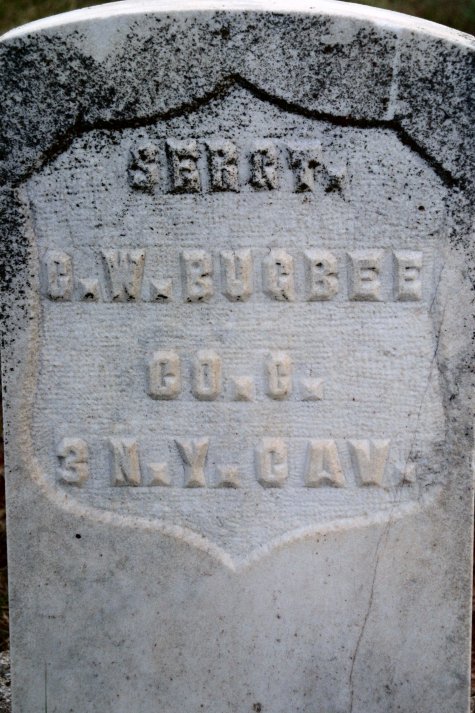 SERGT.
G.W.BUGBEE
CO.C.
3 N.Y. CAV.